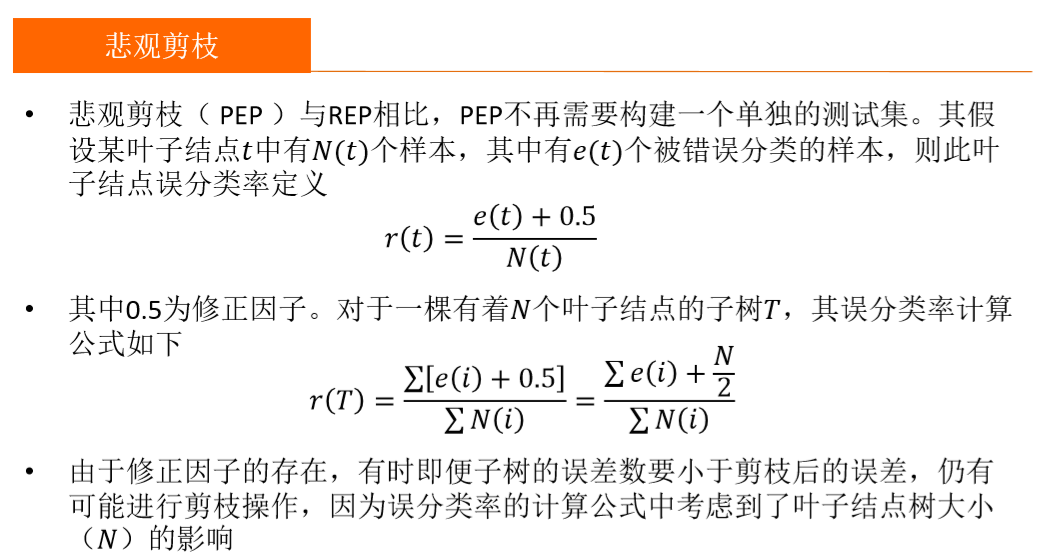 悲观剪枝
• 悲观剪枝（ PEP ）与REP相比，PEP不再需要构建一个单独的测试集。其假
设某叶子结点t中有N(t)个样本，其中有e(t)个被错误分类的样本，则此叶
子结点误分类率定义
r(t) = \frac{e(t) + 0.5}{N(t)}
• 其中0.5为修正因子。对于一棵有着N个叶子结点的子树T，其误分类率计算
公式如下
r(T) = \frac{∑[e(i) + 0.5]}{∑ N(i)} = \frac{∑ e(i) + \frac{N}{2}}{∑ N(i)}
• 由于修正因子的存在，有时即便子树的误差数要小于剪枝后的误差，仍有
可能进行剪枝操作，因为误分类率的计算公式中考虑到了叶子结点树大小
（N）的影响